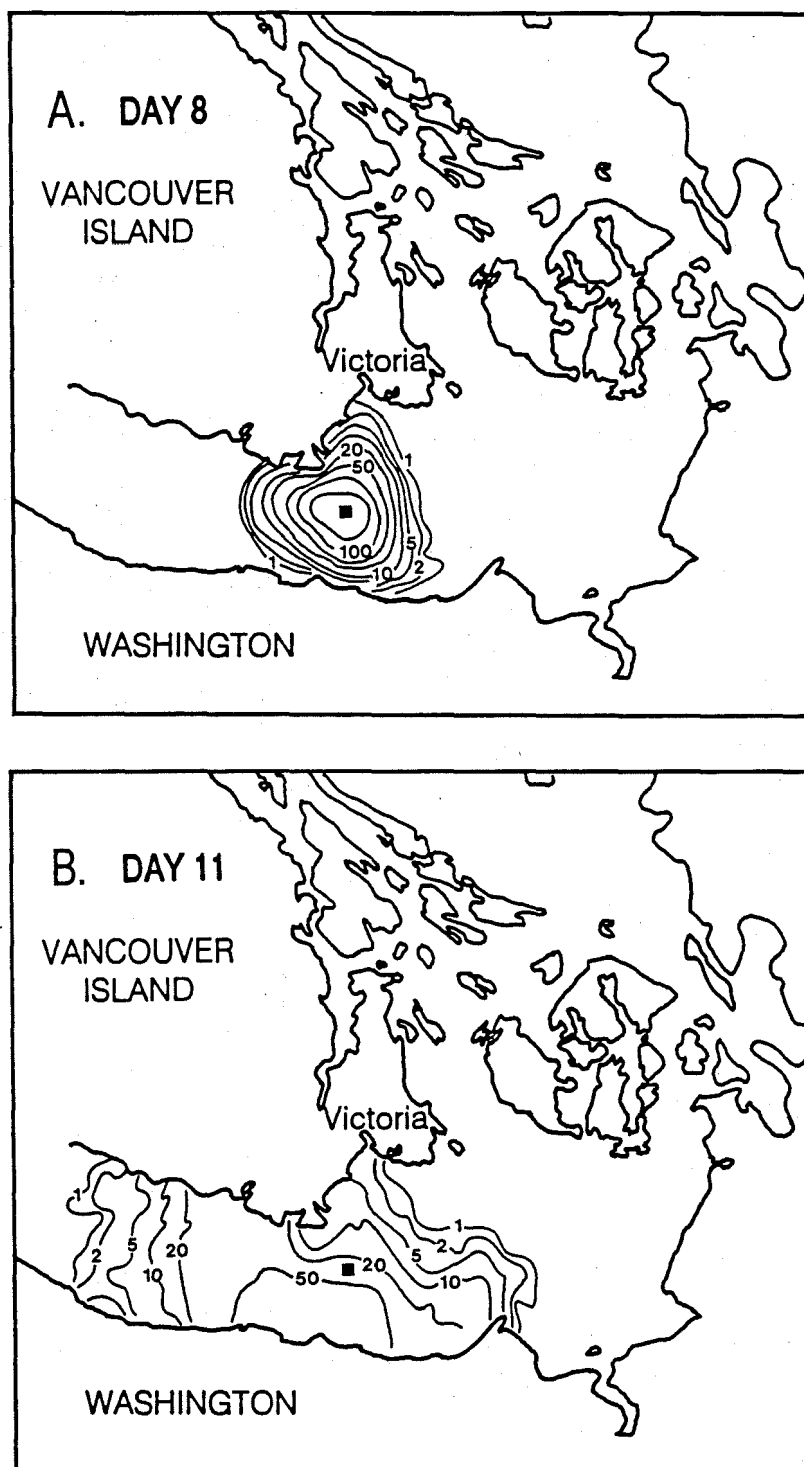 A. DAY 8
VANCOUVER
ISLAND
Victoria
20
1
50
100
5
1
10
2
WASHINGTON
B. DAY 11
VANCOUVER
ISLAND
Victoria
1
1
2
2
5
20
5
20
10
50
10
WASHINGTON